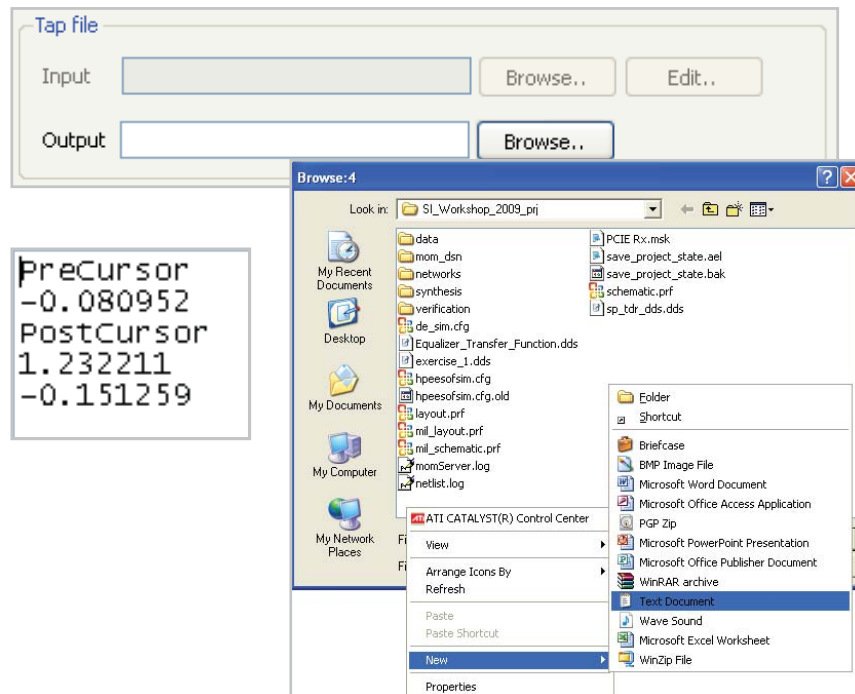 Tap file
Input
Browse..
Edit..
Output
Browse..
PreCursor
-0.080952
PostCursor
1.232211
-0.151259
Browse:4
Look in:
SI_Workshop_2009_prj
My Recent
Documents
Desktop
My Documents
My Computer
My Network
Places
data
mom_dsn
networks
synthesis
verification
de_sim.cfg
Equalizer_Transfer_Function.dds
exercise_1.dds
hpeesofsim.cfg
hpeesofsim.cfg.old
layout.prf
mil_layout.prf
mil_schematic.prf
momServer.log
netlist.log
PCIE Rx.msk
save_project_state.ael
save_project_state.bak
schematic.prf
sp_tdr_dds.dds
ATI CATALYST(R) Control Center
View
Arrange Icons By
Refresh
Paste
Paste Shortcut
New
Properties
Folder
Shortcut
Briefcase
BMP Image File
Microsoft Word Document
Microsoft Office Access Application
PGP Zip
Microsoft PowerPoint Presentation
Microsoft Office Publisher Document
WinRAR archive
Text Document
Wave Sound
Microsoft Excel Worksheet
WinZip File